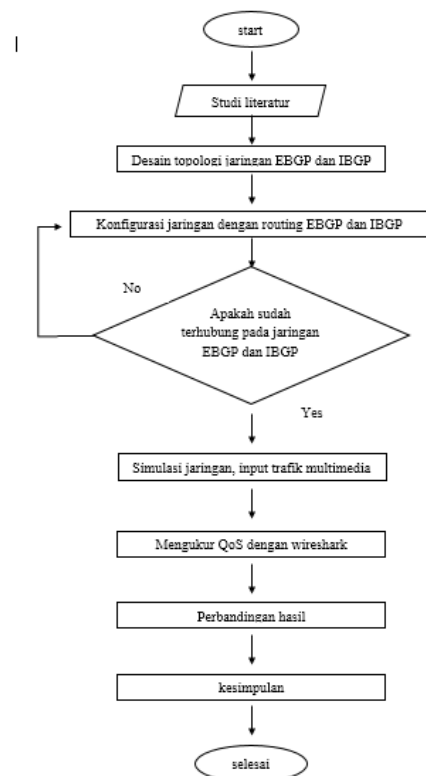 start
Studi literatur
Desain topologi jaringan EBGP dan IBGP
Konfigurasi jaringan dengan routing EBGP dan IBGP
No
Apakah sudah
terhubung pada jaringan
EBGP dan IBGP
Yes
Simulasi jaringan, input trafik multimedia
Mengukur QoS dengan wireshark
Perbandingan hasil
kesimpulan
selesai